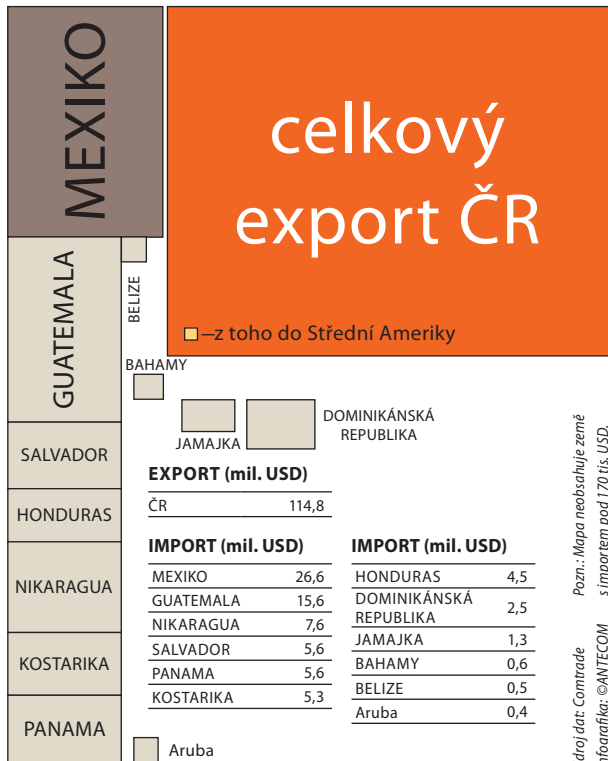 MEXIKO
celkový
export ČR
–z toho do Střední Ameriky
GUATEMALA
BELIZE
BAHAMY
JAMAJKA
DOMINIKÁNSKÁ
REPUBLIKA
SALVADOR
HONDURAS
NIKARAGUA
KOSTARIKA
PANAMA
Aruba
EXPORT (mil. USD)
ČR 114,8
IMPORT (mil. USD)
MEXIKO 26,6
GUATEMALA 15,6
NIKARAGUA 7,6
SALVADOR 5,6
PANAMA 5,6
KOSTARIKA 5,3
IMPORT (mil. USD)
HONDURAS 4,5
DOMINIKÁNSKÁ
REPUBLIKA 2,5
JAMAJKA 1,3
BAHAMY 0,6
BELIZE 0,5
Aruba 0,4
Pozn.: Mapa neobsahuje země
s importem pod 170 tis. USD.
droj dat: Comtrade
nfografika: ©ANTECOM